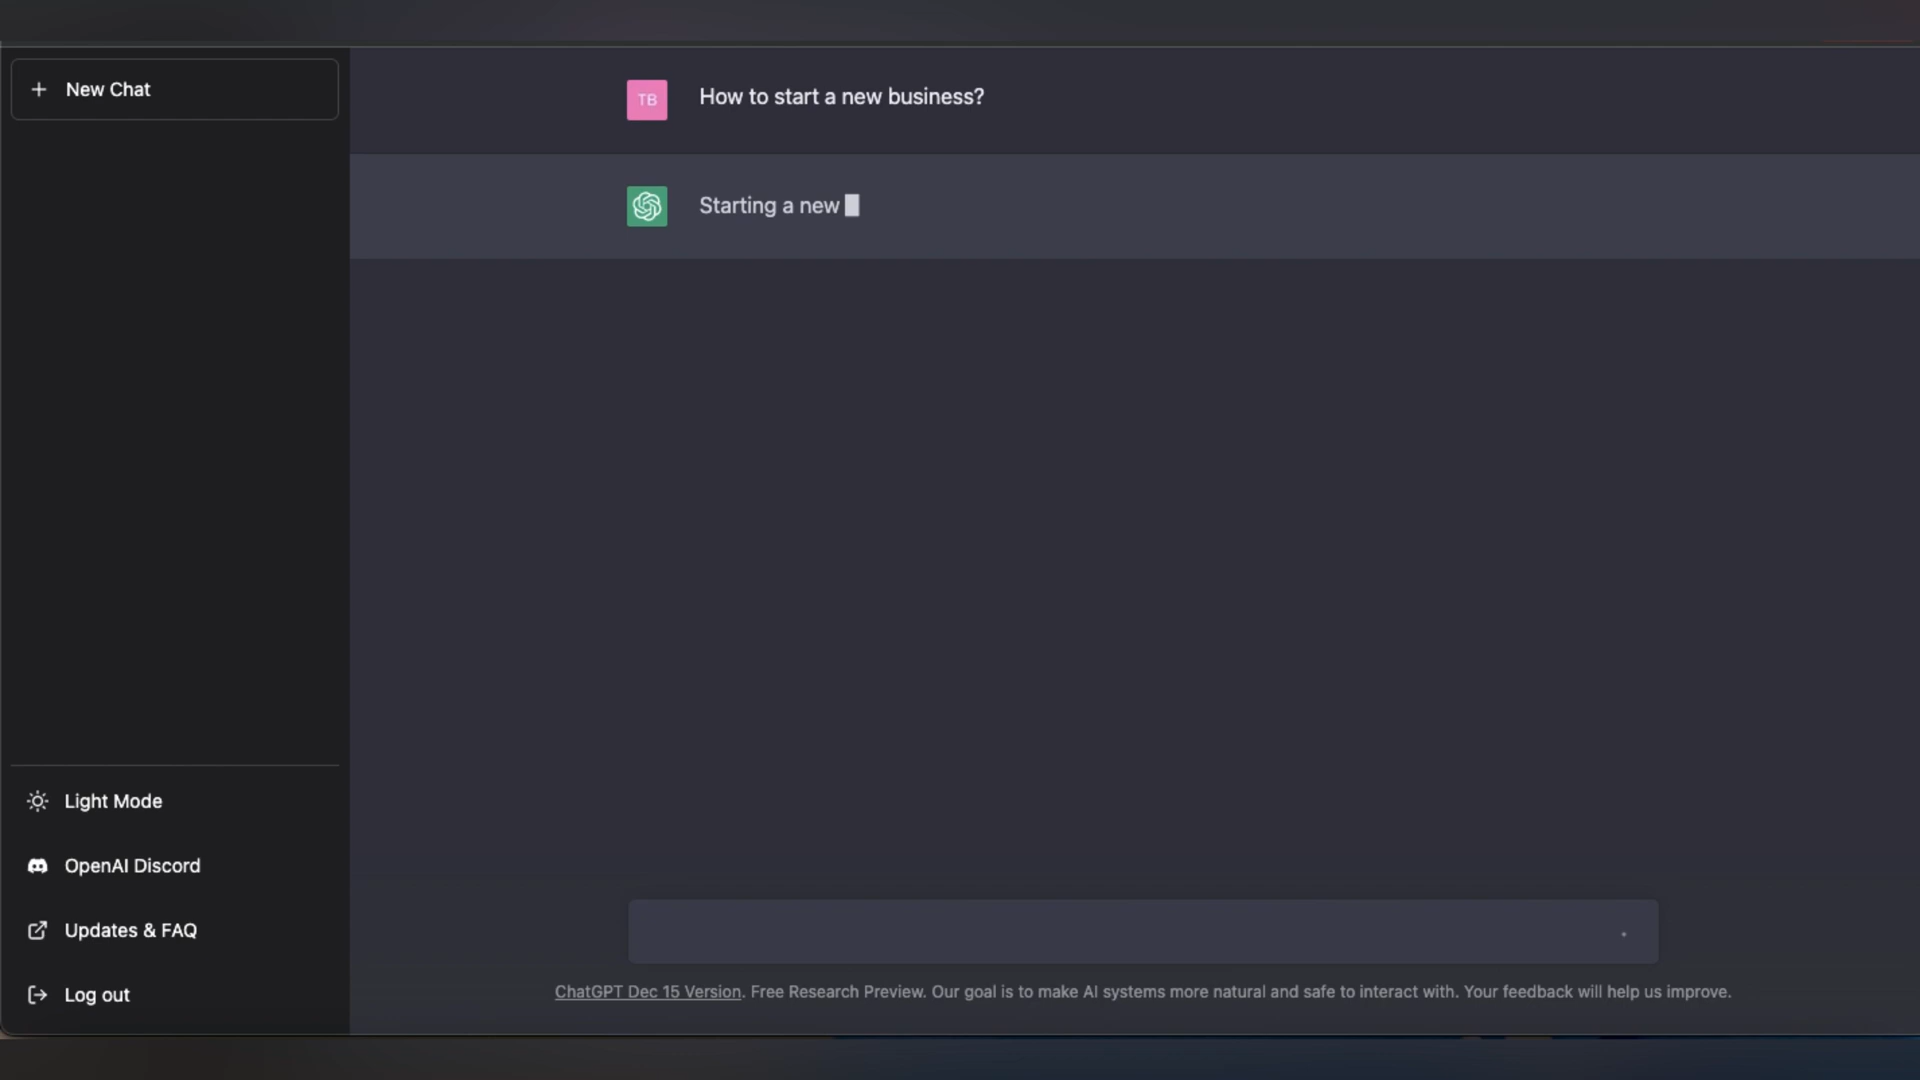 New Chat
TB
How to start a new business?
Starting a new
Light Mode
OpenAI Discord
Updates & FAQ
Log out
ChatGPT Dec 15 Version. Free Research Preview. Our goal is to make AI systems more natural and safe to interact with. Your feedback will help us improve.